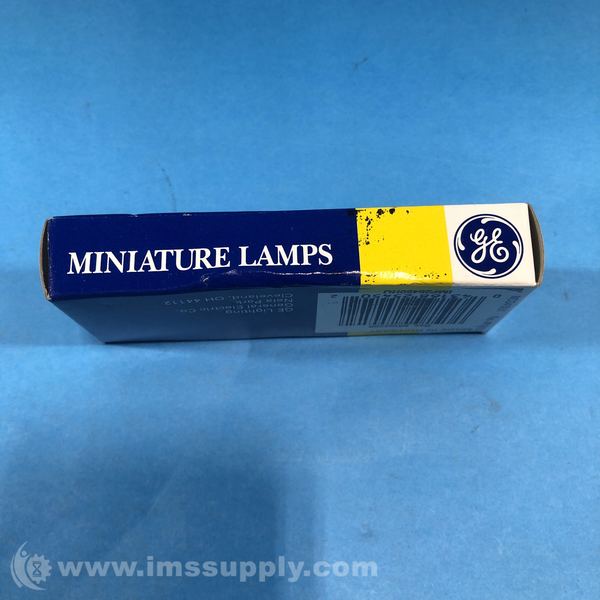 MINIATURE LAMPS
GE
GE Lighting
General Electric Co.
Nela Park
Cleveland, OH 44112
www.imssupply.com